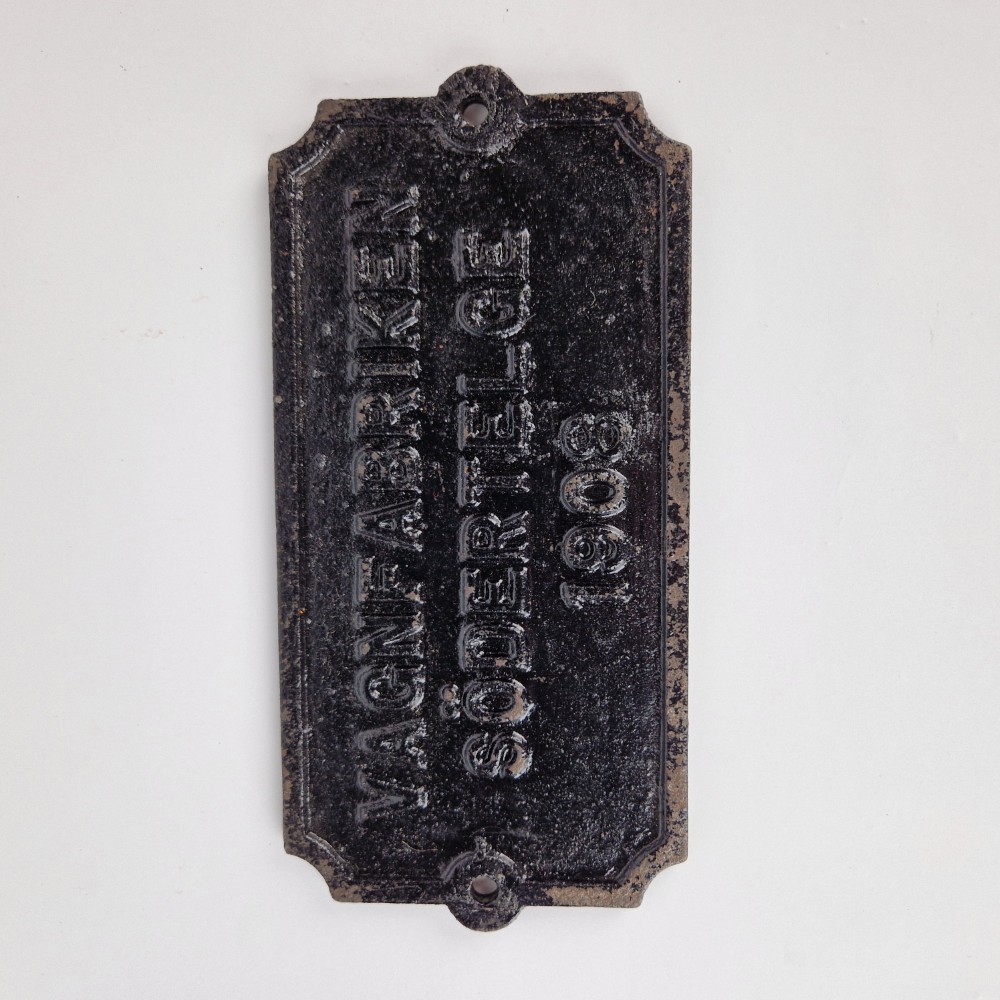 VAGNFABRIKEN
SÖDERTELGE
1908